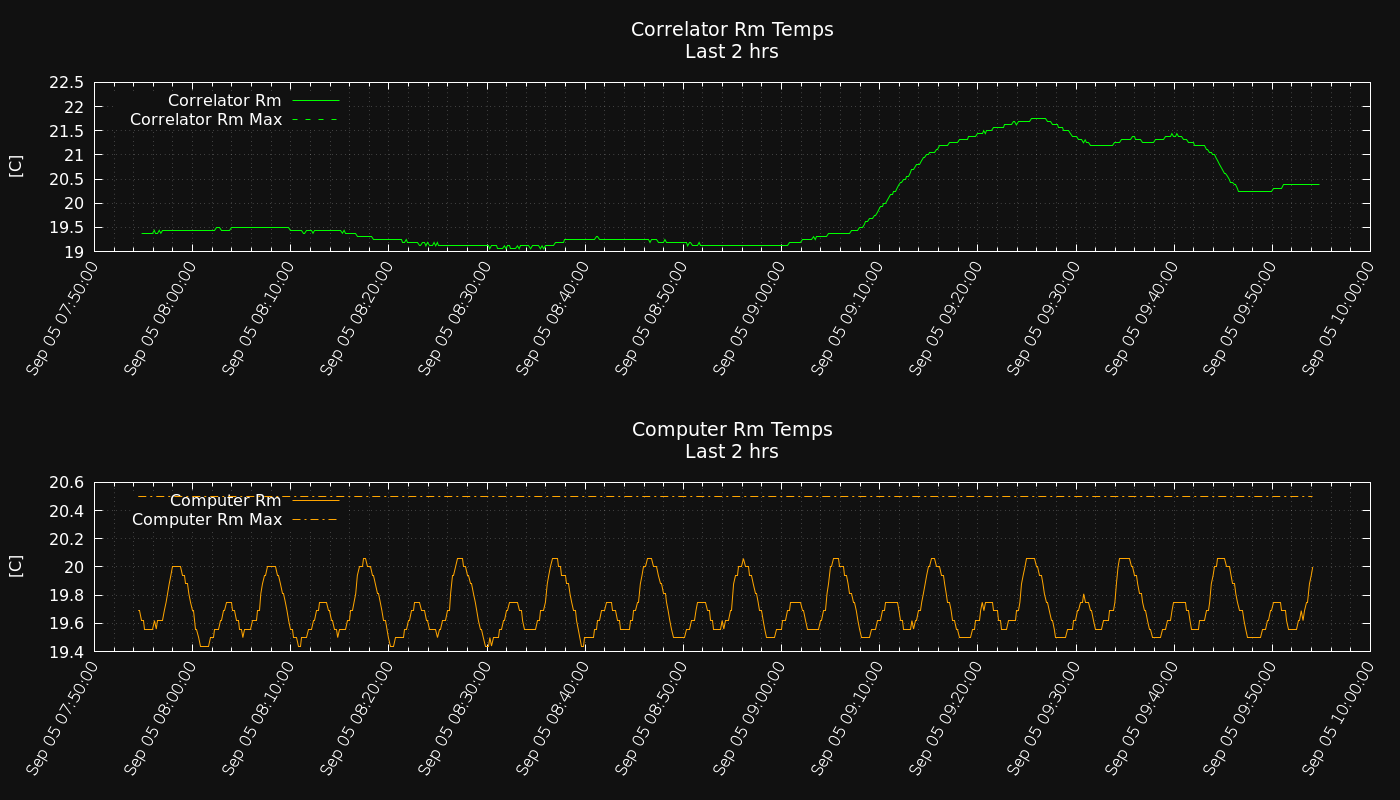 Correlator Rm Temps
Last 2 hrs
22.5
22
21.5
21
20.5
20
19.5
19
[C]
Correlator Rm
Correlator Rm Max
Sep 05 07:50:00
Sep 05 08:00:00
Sep 05 08:10:00
Sep 05 08:20:00
Sep 05 08:30:00
Sep 05 08:40:00
Sep 05 08:50:00
Sep 05 09:00:00
Sep 05 09:10:00
Sep 05 09:20:00
Sep 05 09:30:00
Sep 05 09:40:00
Sep 05 09:50:00
Sep 05 10:00:00
Computer Rm Temps
Last 2 hrs
20.6
20.4
20.2
20
19.8
19.6
19.4
[C]
Computer Rm
Computer Rm Max
Sep 05 07:50:00
Sep 05 08:00:00
Sep 05 08:10:00
Sep 05 08:20:00
Sep 05 08:30:00
Sep 05 08:40:00
Sep 05 08:50:00
Sep 05 09:00:00
Sep 05 09:10:00
Sep 05 09:20:00
Sep 05 09:30:00
Sep 05 09:40:00
Sep 05 09:50:00
Sep 05 10:00:00